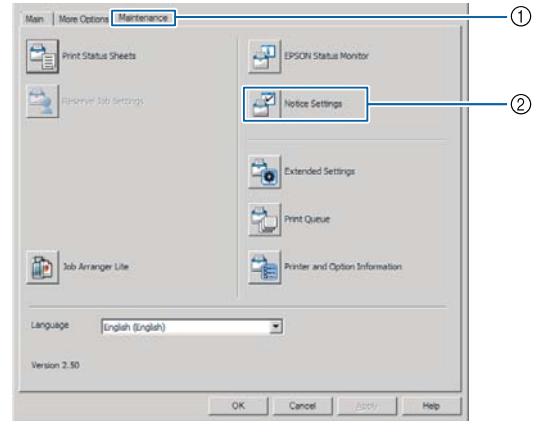 Main More Options Maintenance
①
Print Status Sheets
EPSON Status Monitor
Reserve Job Settings
Notice Settings
②
Extended Settings
Print Queue
Job Arranger Lite
Printer and Option Information
Language English (English)
Version 2.50
OK Cancel Apply Help